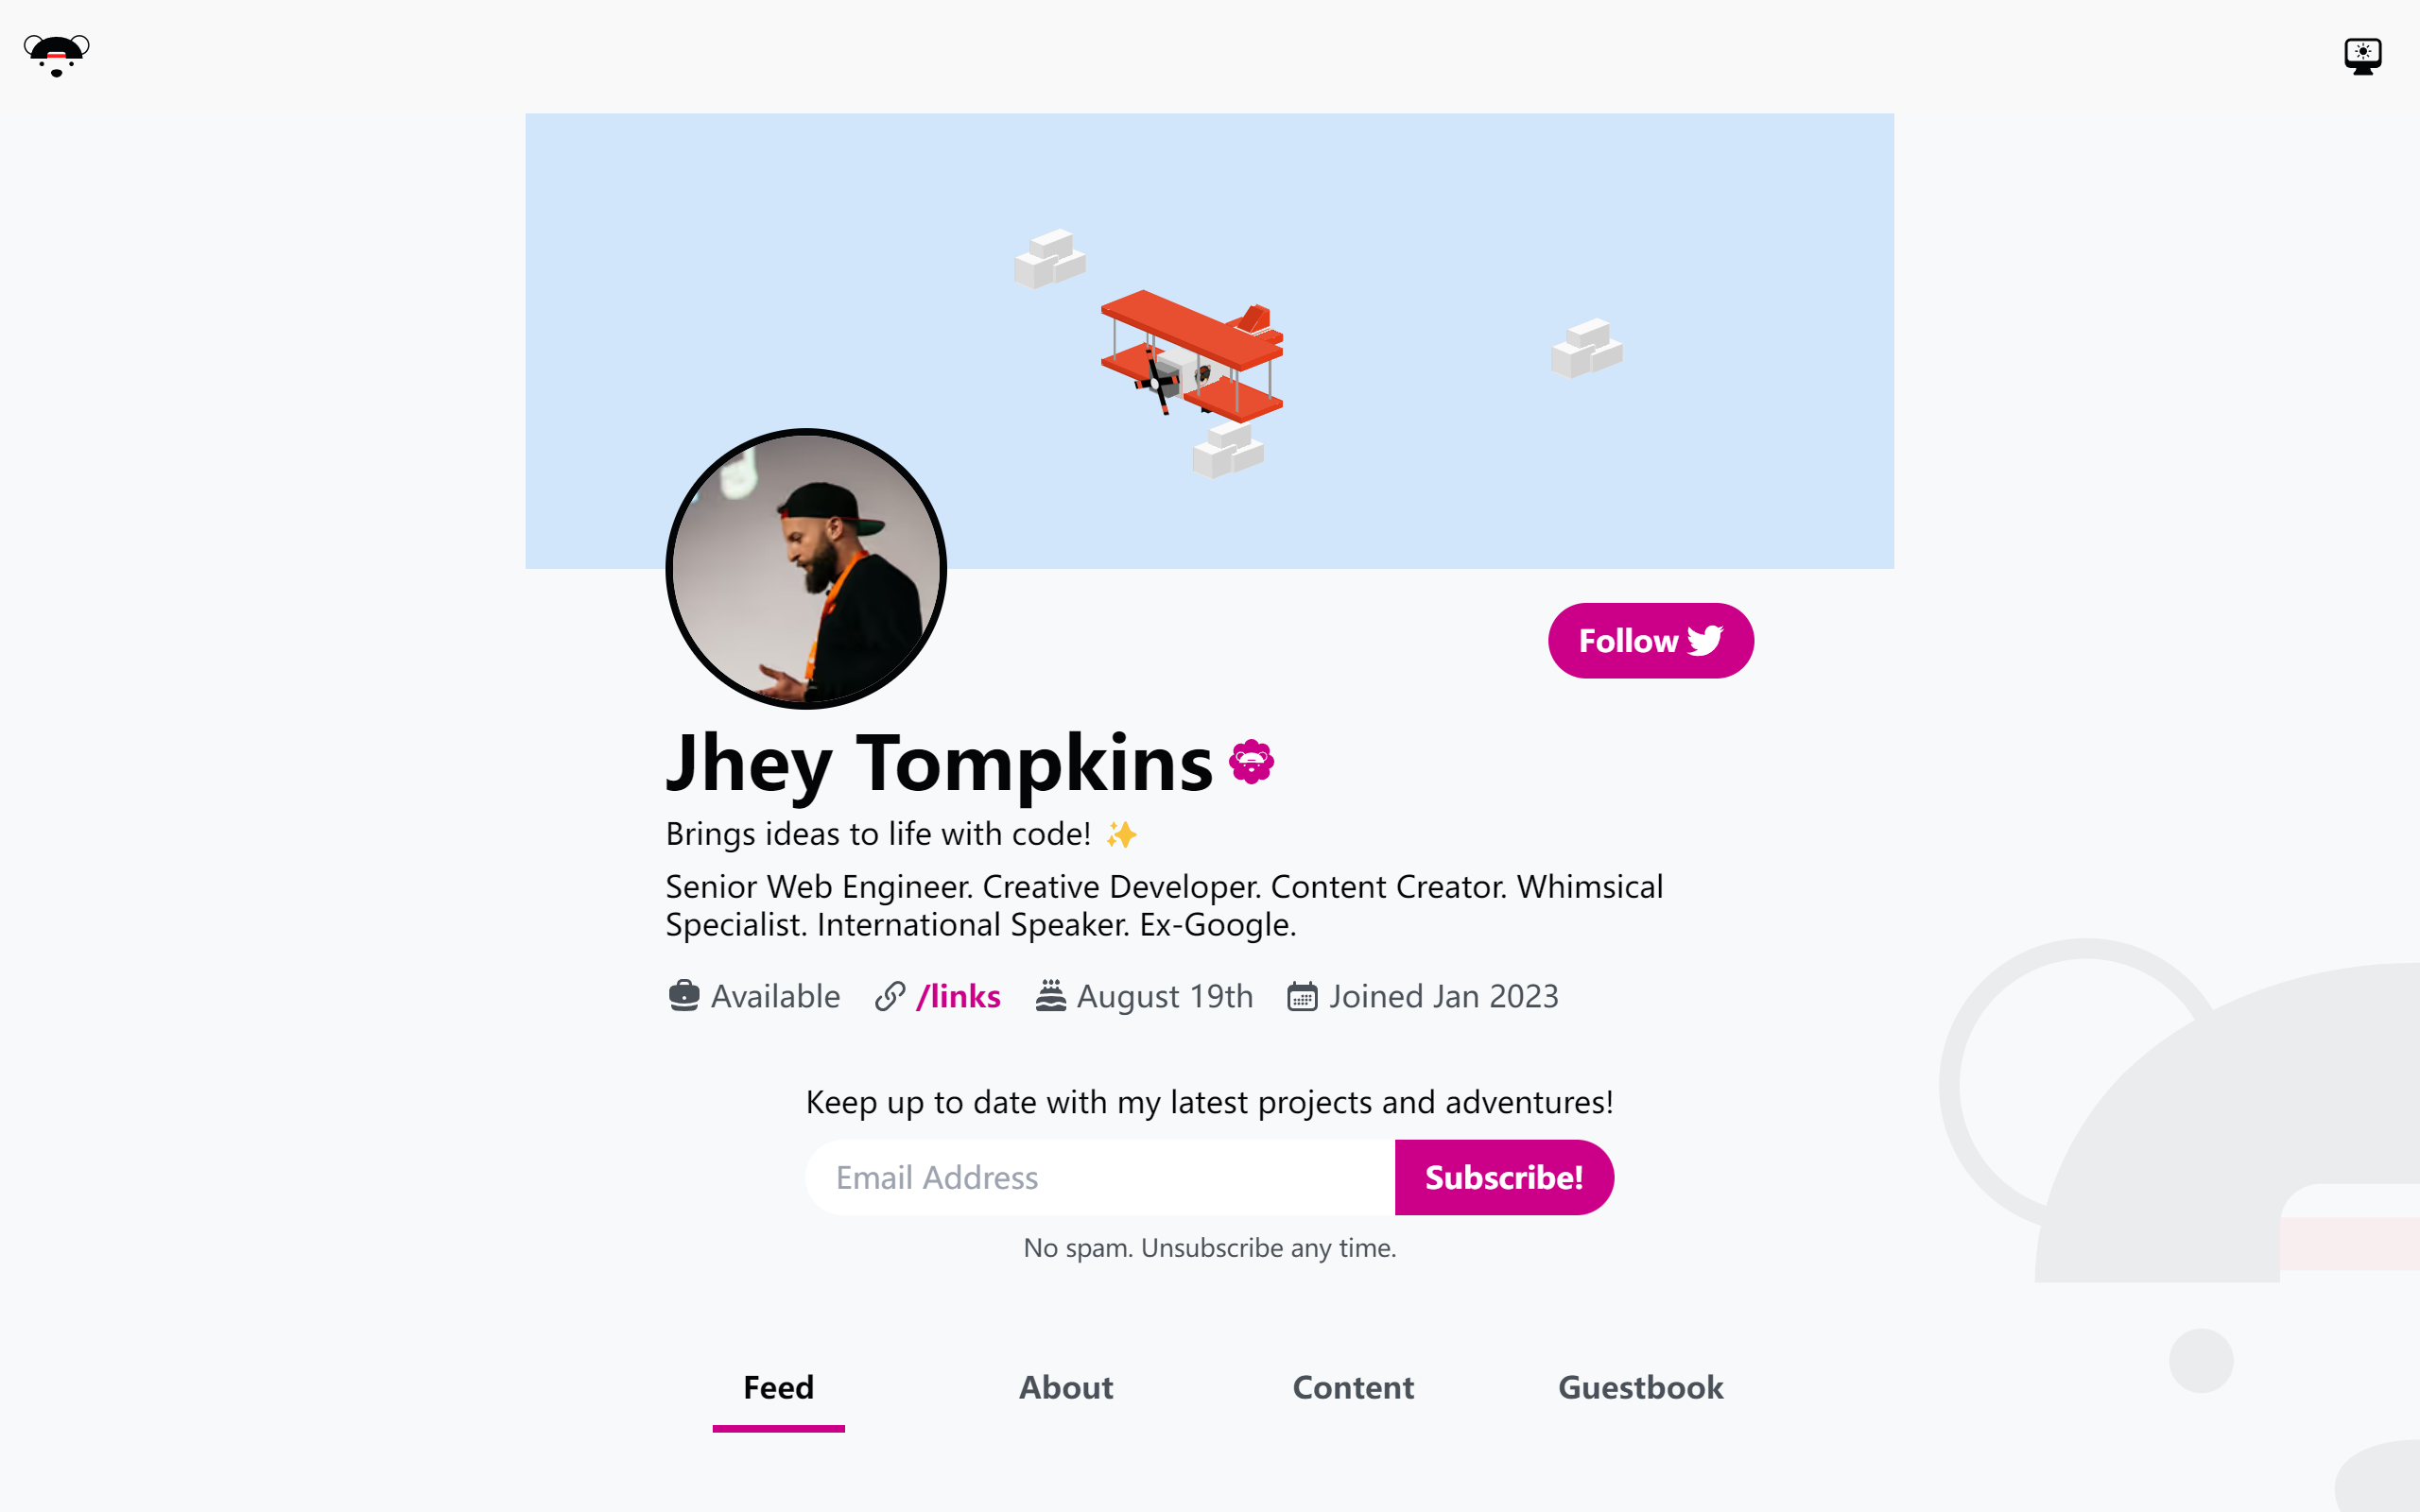 Follow
Jhey Tompkins
Brings ideas to life with code! ✨
Senior Web Engineer. Creative Developer. Content Creator. Whimsical
Specialist. International Speaker. Ex-Google.
Available /links August 19th Joined Jan 2023
Keep up to date with my latest projects and adventures!
Email Address Subscribe!
No spam. Unsubscribe any time.
Feed About Content Guestbook